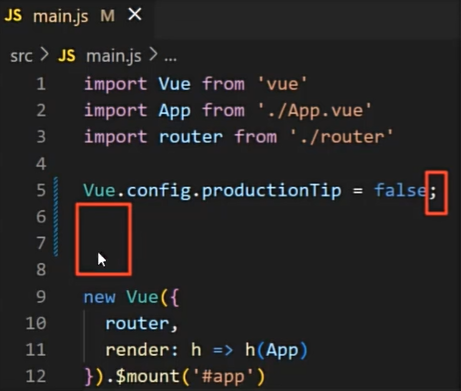 JS main.js M ×
src > JS main.js > ...
1 import Vue from 'vue'
2 import App from './App.vue'
3 import router from './router'
4
5 Vue.config.productionTip = false;
6
7
8
9 new Vue({
10 router,
11 render: h => h(App)
12 }).$mount('#app')